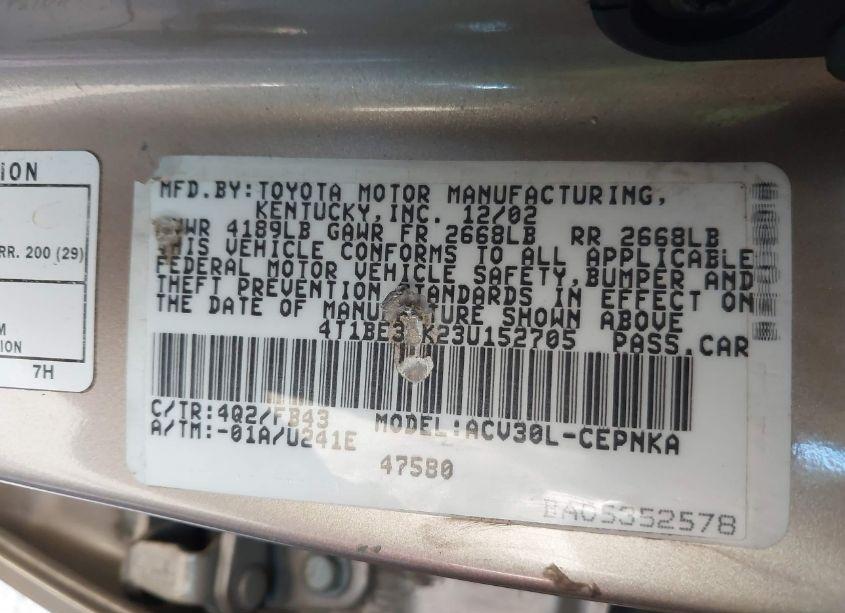 ION
RR. 200 (29)
M
ION
7H
MFD.BY:TOYOTA MOTOR MANUFACTURING,
KENTUCKY,INC. 12/02
WR 4189LB GAWR FR 2668LB RR 2668LB
THIS VEHICLE CONFORMS TO ALL APPLICABLE
FEDERAL MOTOR VEHICLE SAFETY,BUMPER AND
THEFT PREVENTION STANDARDS IN EFFECT ON
THE DATE OF MANUFACTURE SHOWN ABOVE
4T1BE3 K23U152705 PASS.CAR
C/TR:4Q2/FB43 MODEL:ACV30L-CEPNKA
A/TM:-01A/U241E
47580
EA05352578